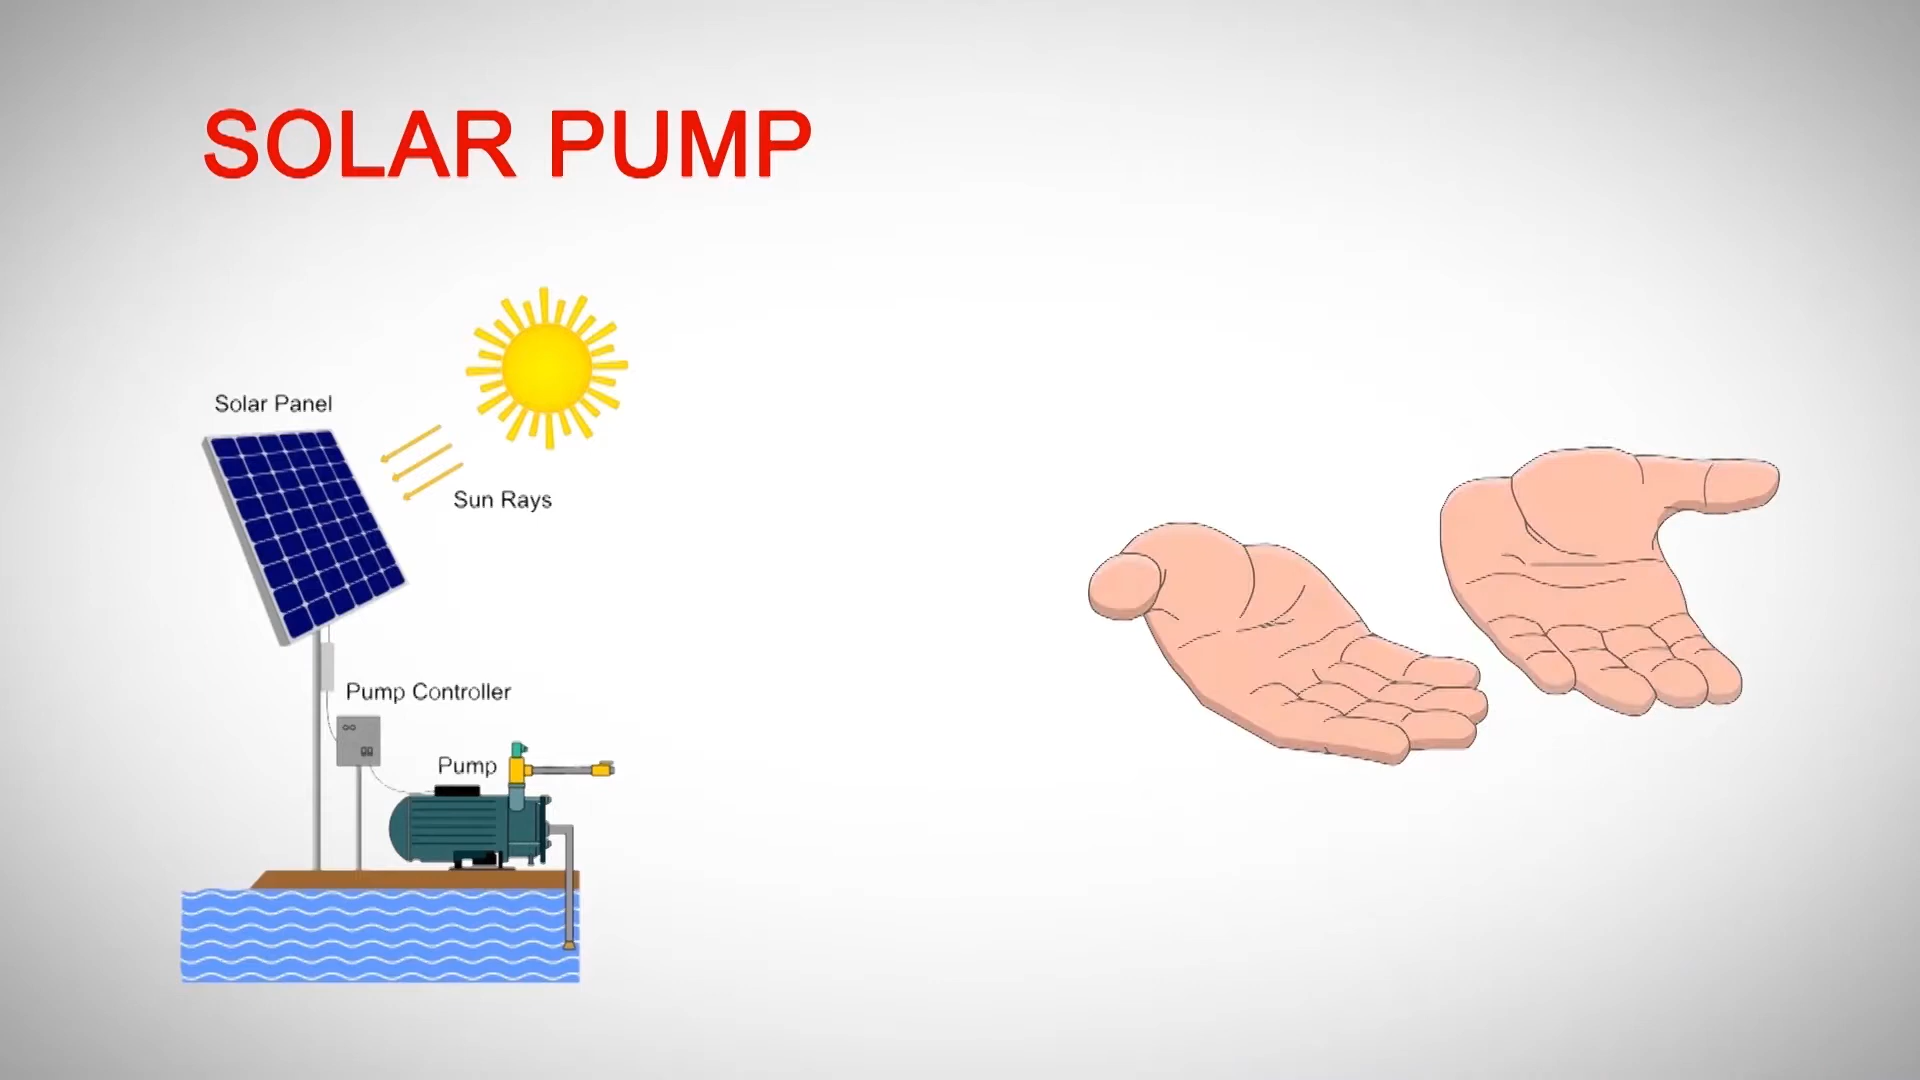 SOLAR PUMP
Solar Panel
Sun Rays
Pump Controller
Pump